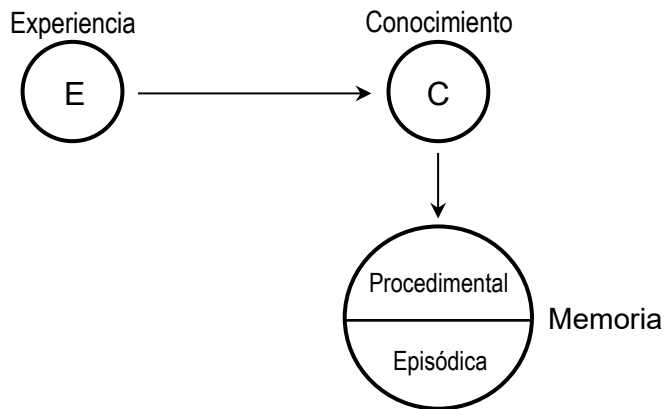 Experiencia
Conocimiento
E
C
Procedimental
Memoria
Episódica